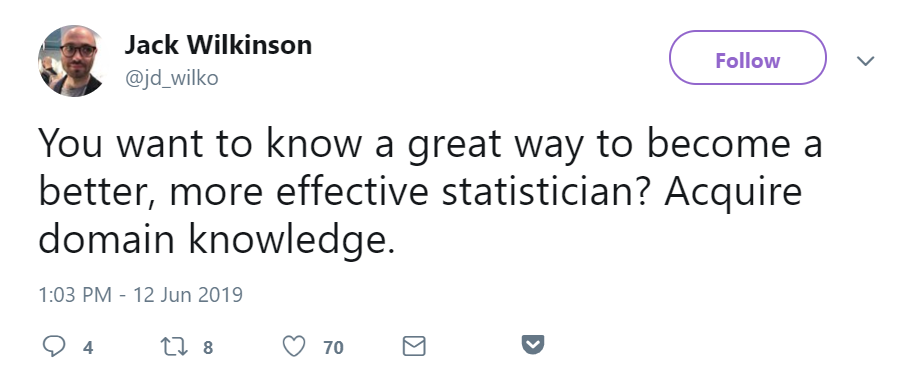 Jack Wilkinson
@jd_wilko
Follow
You want to know a great way to become a
better, more effective statistician? Acquire
domain knowledge.
1:03 PM - 12 Jun 2019
4 8 70